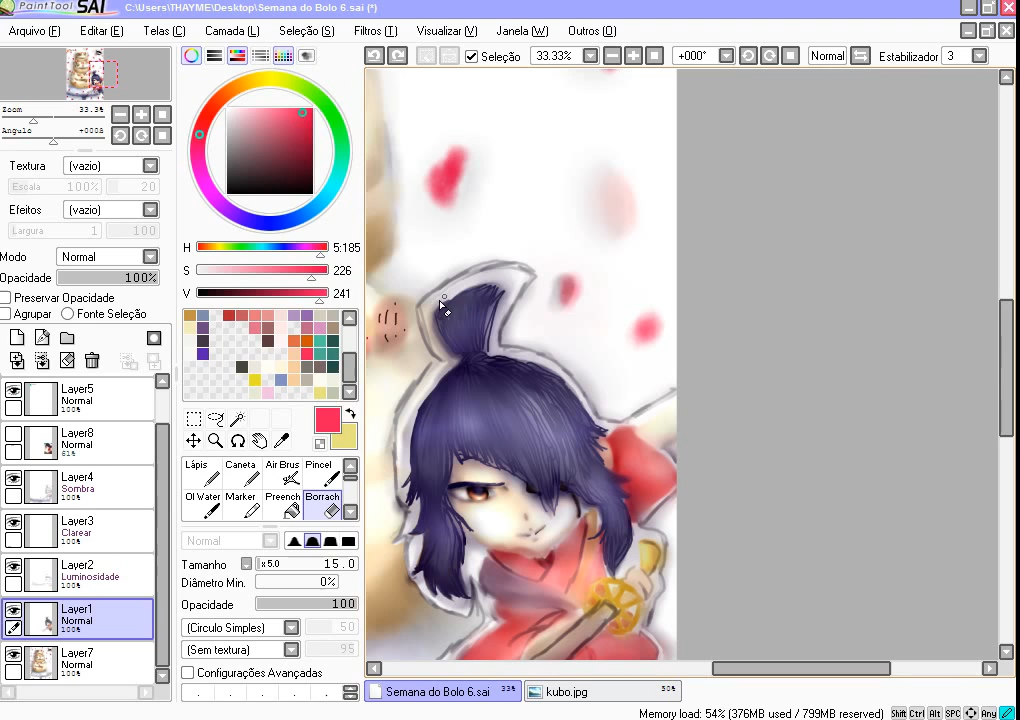 PaintTool SAI C:\Users\THAYME\Desktop\Semana do Bolo 6.sai (*)
Arquivo (F) Editar (E) Telas (C) Camada (L) Seleção (S) Filtros (T) Visualizar (V) Janela (W) Outros (O)
Seleção 33.33% +000° Normal Estabilizador 3
Zoom 33.3%
Angulo +000θ
Textura (vazio)
Escala 100% 20
Efeitos (vazio)
Largura 1 100
Modo Normal
Opacidade 100%
Preservar Opacidade
Agrupar Fonte Seleção
Layer5
Normal
100%
Layer8
Normal
61%
Layer4
Sombra
100%
Layer3
Clarear
100%
Layer2
Luminosidade
100%
Layer1
Normal
100%
Layer7
Normal
100%
H 5:185
S 226
V 241
Lápis Caneta Air Brus Pincel
Ol Water Marker Preench Borrach
Normal
Tamanho x 5.0 15.0
Diâmetro Min. 0%
Opacidade 100
(Circulo Simples) 50
(Sem textura) 95
Configurações Avançadas
Semana do Bolo 6.sai 33% kubo.jpg 50%
Memory load: 54% (376MB used / 799MB reserved) Shift Ctrl Alt SPC Any